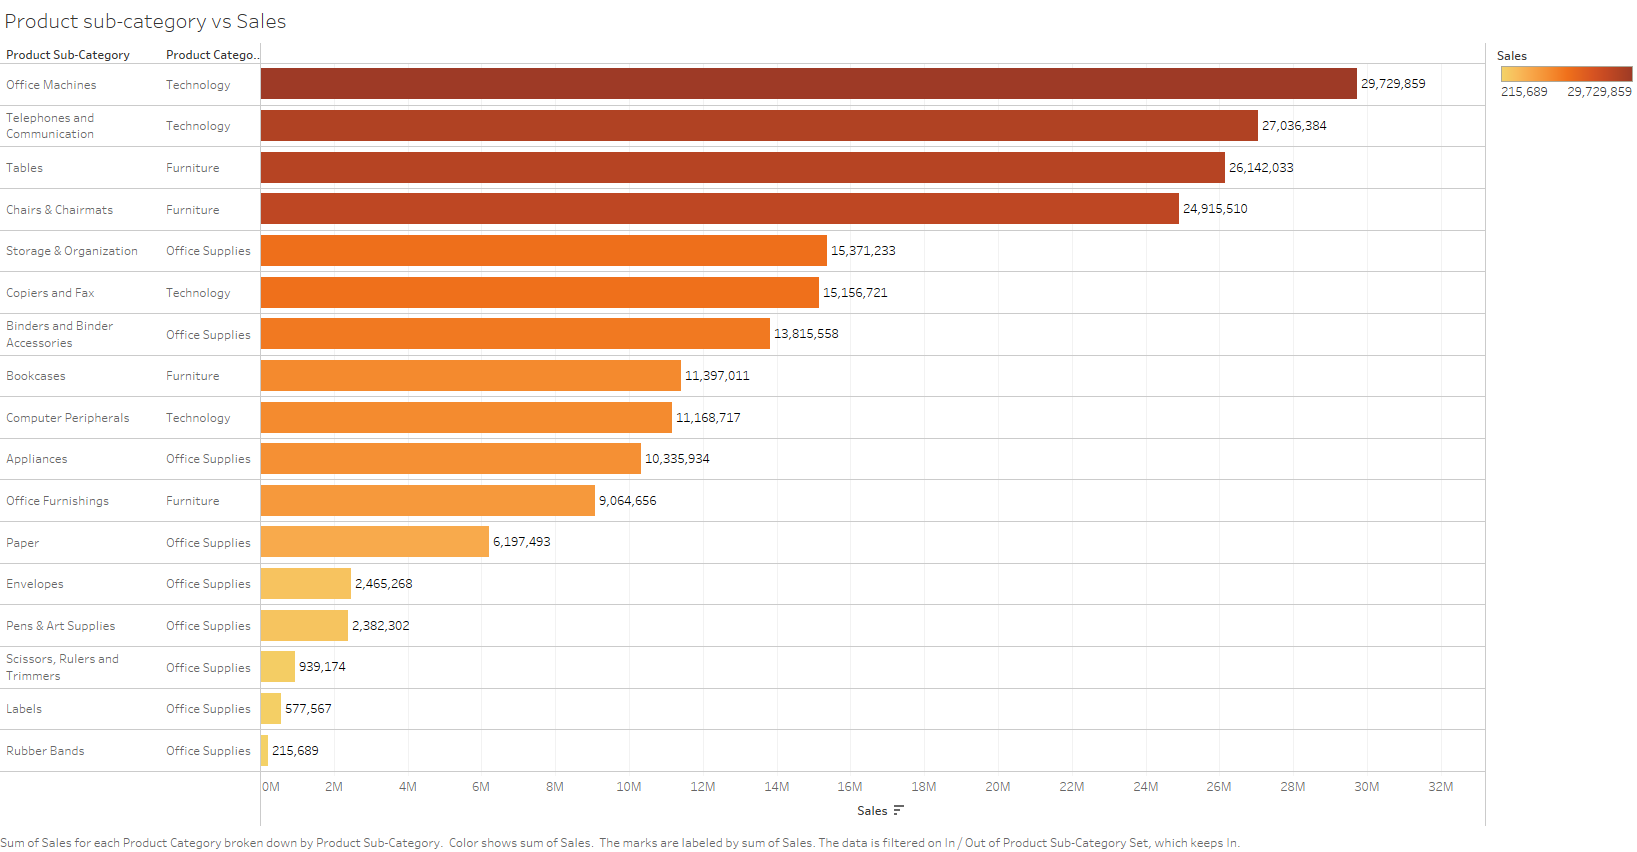 Product sub-category vs Sales
Product Sub-Category Product Catego..
Office Machines Technology 29,729,859
Telephones and
Communication Technology 27,036,384
Tables Furniture 26,142,033
Chairs & Chairmats Furniture 24,915,510
Storage & Organization Office Supplies 15,371,233
Copiers and Fax Technology 15,156,721
Binders and Binder
Accessories Office Supplies 13,815,558
Bookcases Furniture 11,397,011
Computer Peripherals Technology 11,168,717
Appliances Office Supplies 10,335,934
Office Furnishings Furniture 9,064,656
Paper Office Supplies 6,197,493
Envelopes Office Supplies 2,465,268
Pens & Art Supplies Office Supplies 2,382,302
Scissors, Rulers and
Trimmers Office Supplies 939,174
Labels Office Supplies 577,567
Rubber Bands Office Supplies 215,689
0M 2M 4M 6M 8M 10M 12M 14M 16M 18M 20M 22M 24M 26M 28M 30M 32M
Sales
Sales
215,689 29,729,859
Sum of Sales for each Product Category broken down by Product Sub-Category.  Color shows sum of Sales.  The marks are labeled by sum of Sales. The data is filtered on In / Out of Product Sub-Category Set, which keeps In.